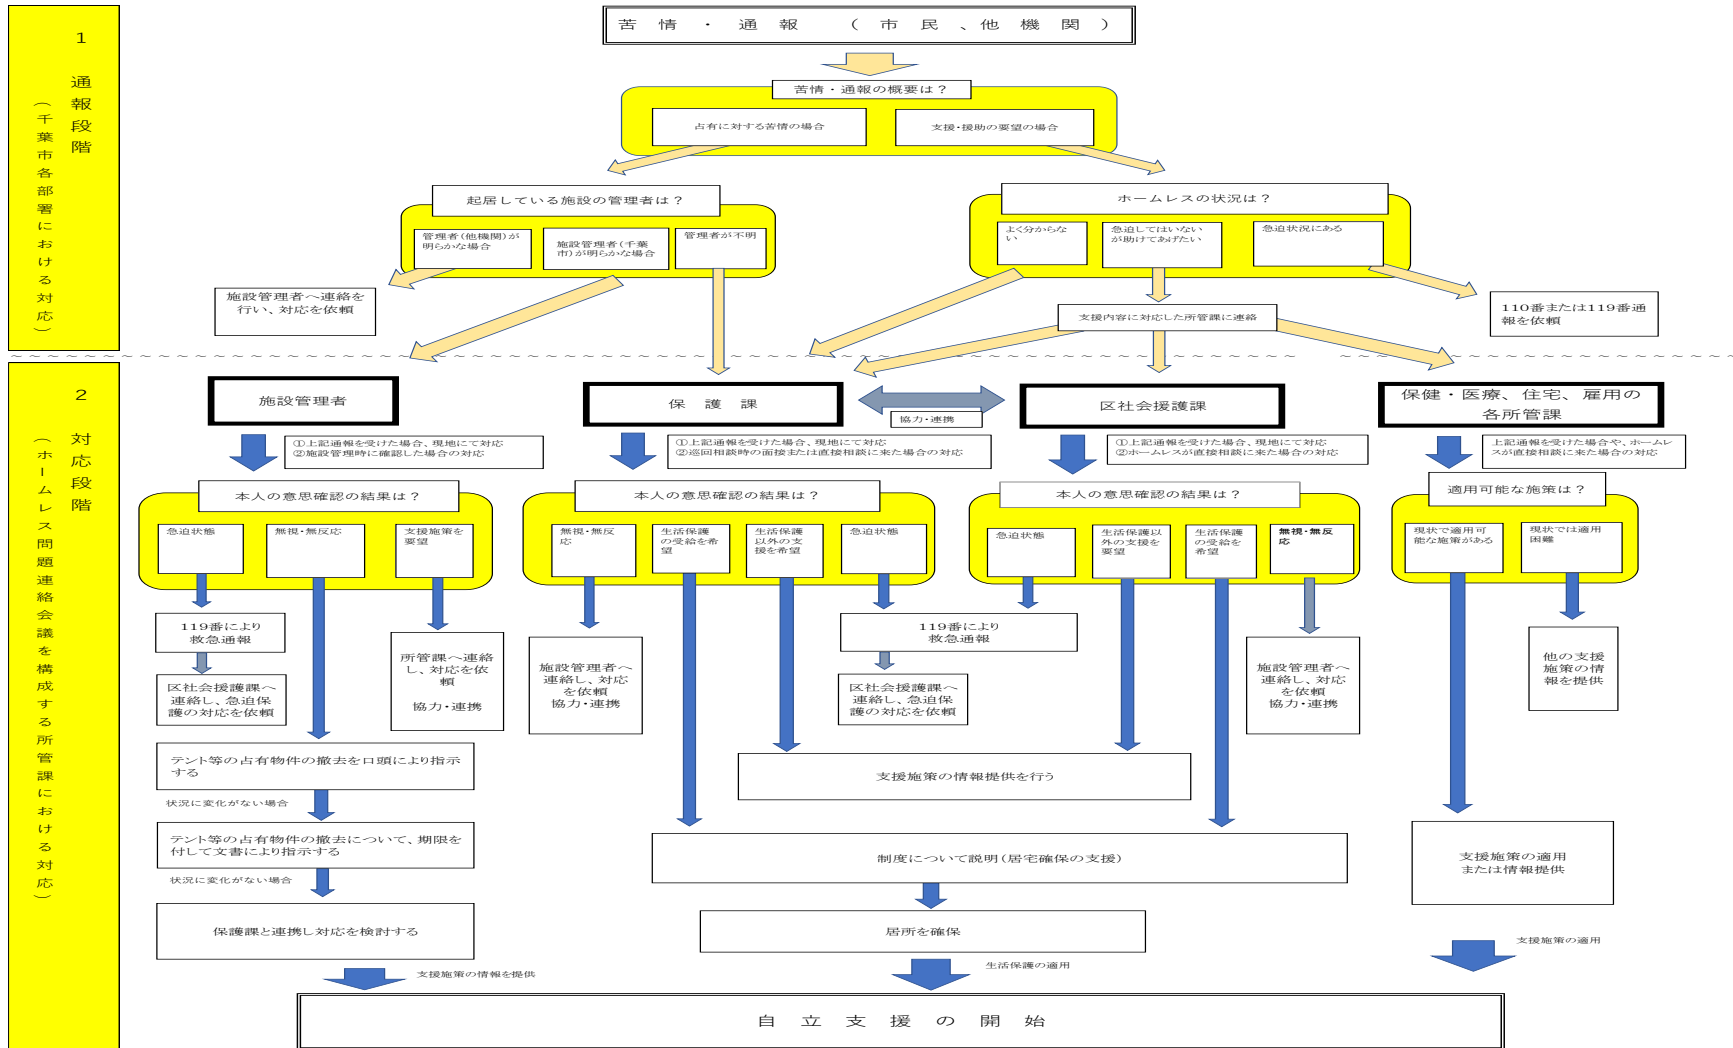 1 通報段階
(千葉市各部署における対応)
苦情・通報 (市民、他機関)
苦情・通報の概要は?
占有に対する苦情の場合
支援・援助の要望の場合
起居している施設の管理者は?
管理者(他機関)が
明らかな場合
施設管理者(千葉
市)が明らかな場合
管理者が不明
ホームレスの状況は?
よく分からな
い
急迫してはいない
が助けてあげたい
急迫状況にある
施設管理者へ連絡を
行い、対応を依頼
支援内容に対応した所管課に連絡
110番または119番通
報を依頼
2 対応段階
(ホームレス問題連絡会議を構成する所管課における対応)
施設管理者
保護課
協力・連携
区社会援護課
保健・医療、住宅、雇用の
各所管課
①上記通報を受けた場合、現地にて対応
②施設管理時に確認した場合の対応
①上記通報を受けた場合、現地にて対応
②巡回相談時の面接または直接相談に来た場合の対応
①上記通報を受けた場合、現地にて対応
②ホームレスが直接相談に来た場合の対応
上記通報を受けた場合や、ホームレ
スが直接相談に来た場合の対応
本人の意思確認の結果は?
急迫状態
無視・無反応
支援施策を
要望
本人の意思確認の結果は?
無視・無反
応
生活保護
の受給を希
望
生活保護
以外の支
援を希望
急迫状態
本人の意思確認の結果は?
急迫状態
生活保護以
外の支援を
要望
生活保護
の受給を
希望
無視・無反
応
適用可能な施策は?
現状で適用可
能な施策がある
現状では適用
困難
119番により
救急通報
区社会援護課へ
連絡し、急迫保
護の対応を依頼
所管課へ連絡
し、対応を依
頼
協力・連携
施設管理者へ
連絡し、対応
を依頼
協力・連携
119番により
救急通報
区社会援護課へ
連絡し、急迫保
護の対応を依頼
施設管理者へ
連絡し、対応
を依頼
協力・連携
他の支援
施策の情
報を提供
テント等の占有物件の撤去を口頭により指示
する
状況に変化がない場合
テント等の占有物件の撤去について、期限を
付して文書により指示する
状況に変化がない場合
保護課と連携し対応を検討する
支援施策の情報を提供
支援施策の情報提供を行う
制度について説明(居宅確保の支援)
居所を確保
生活保護の適用
支援施策の適用
または情報提供
支援施策の適用
自立支援の開始